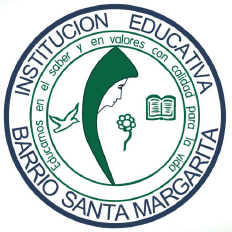 INSTITUCION EDUCATIVA
Educamos en el saber y en valores con calidad para la vida
BARRIO SANTA MARGARITA